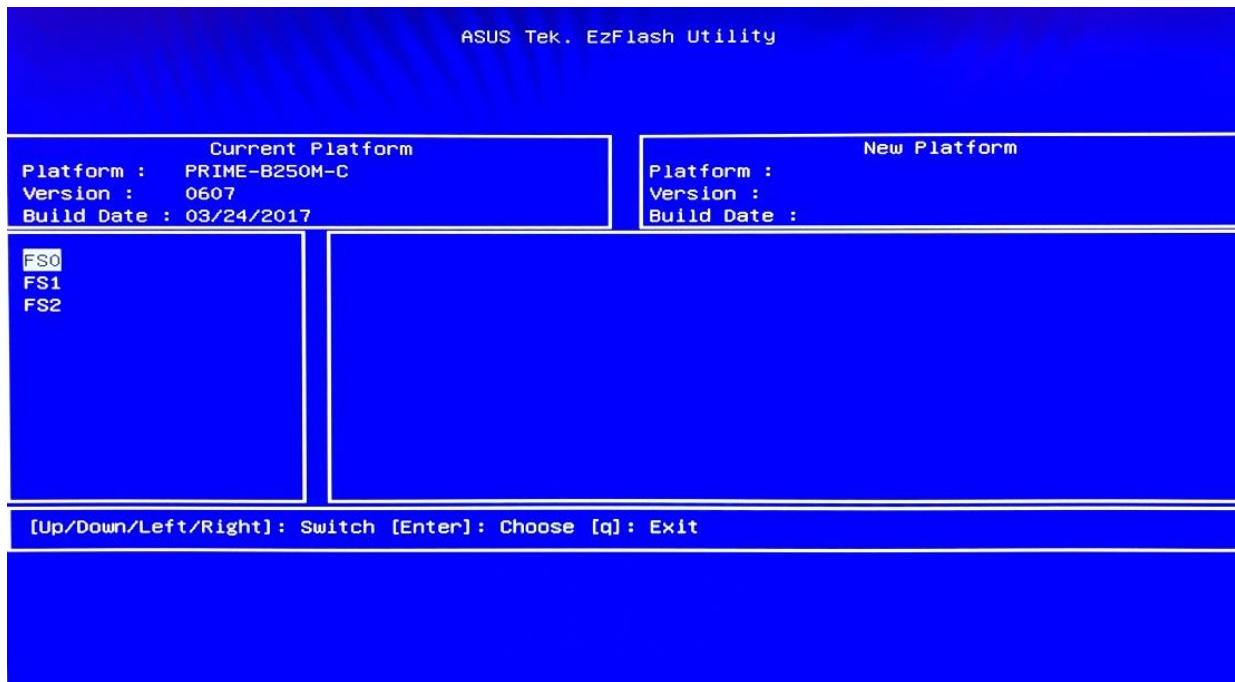 ASUS Tek. EzFlash Utility
Current Platform
Platform : PRIME-B250M-C
Version : 0607
Build Date : 03/24/2017
New Platform
Platform :
Version :
Build Date :
FS0
FS1
FS2
[Up/Down/Left/Right]: Switch [Enter]: Choose [q]: Exit